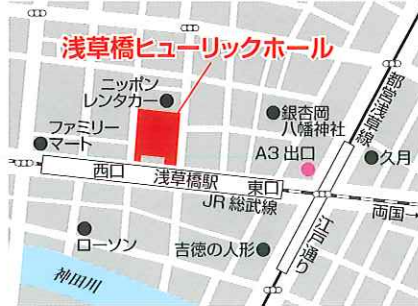 浅草橋ヒューリックホール
ニッポン
レンタカー
銀杏岡
八幡神社
都営浅草線
ファミリー
マート
A3 出口
久月
西口
浅草橋駅
東口
JR 総武線
両国→
江戸通り
ローソン
吉徳の人形
神田川